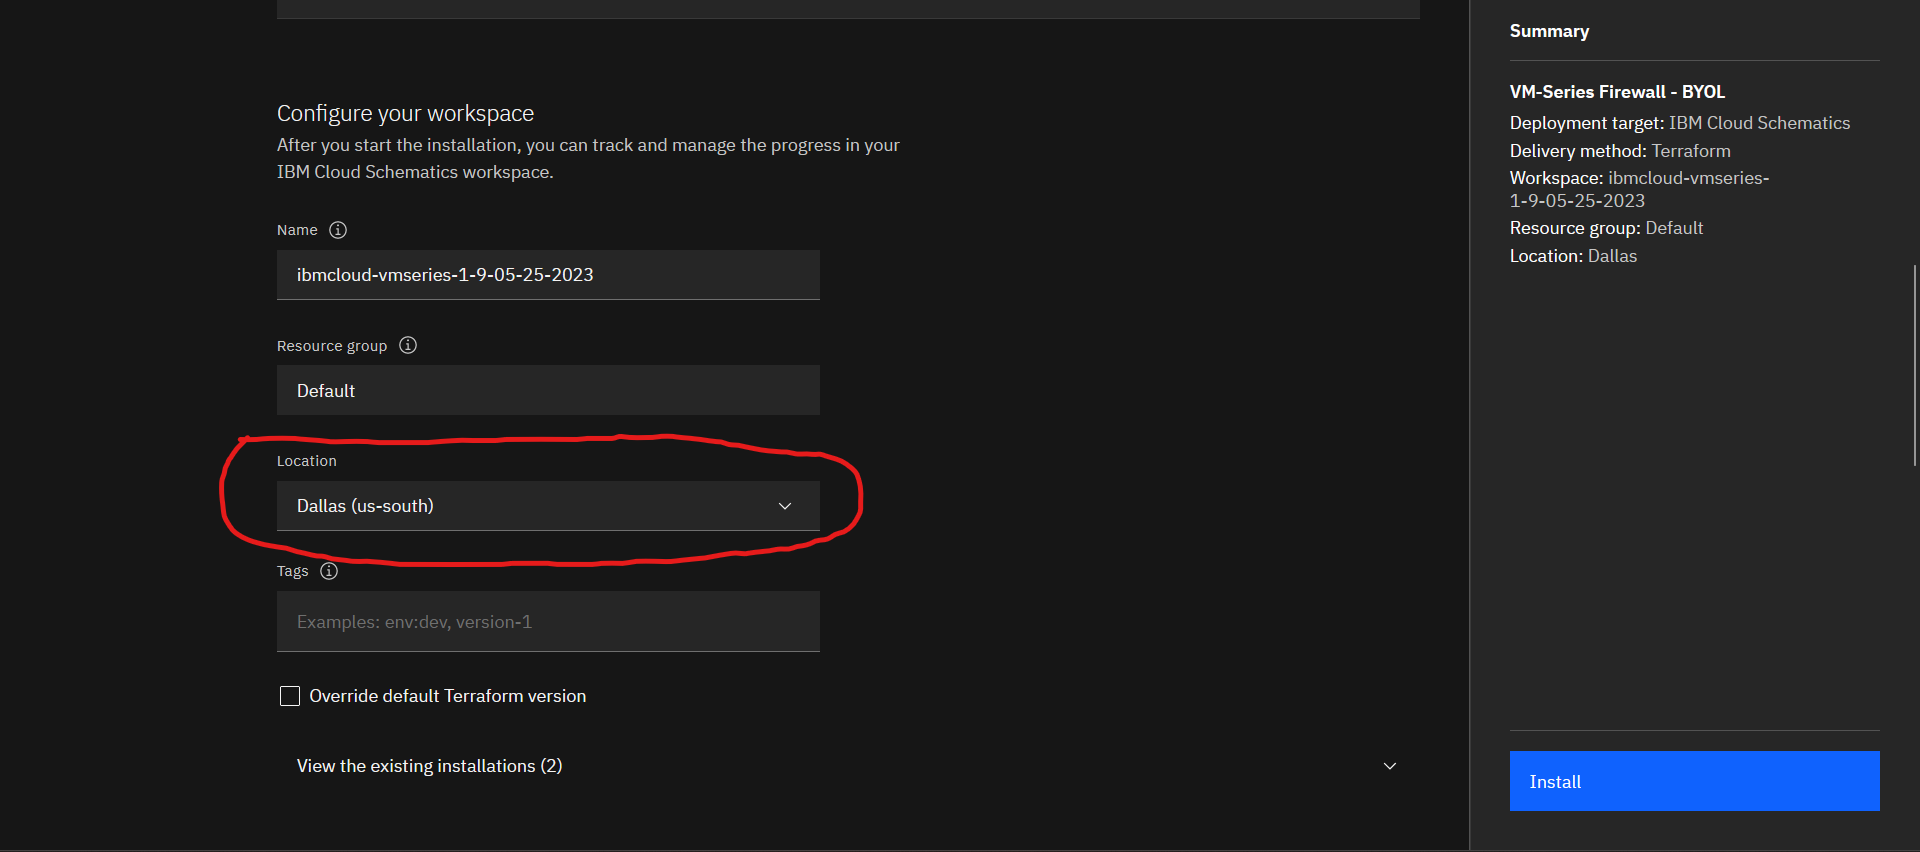 Configure your workspace
After you start the installation, you can track and manage the progress in your
IBM Cloud Schematics workspace.
Name
ibmcloud-vmseries-1-9-05-25-2023
Resource group
Default
Location
Dallas (us-south)
Tags
Examples: env:dev, version-1
Override default Terraform version
View the existing installations (2)
Summary
VM-Series Firewall - BYOL
Deployment target: IBM Cloud Schematics
Delivery method: Terraform
Workspace: ibmcloud-vmseries-
1-9-05-25-2023
Resource group: Default
Location: Dallas
Install